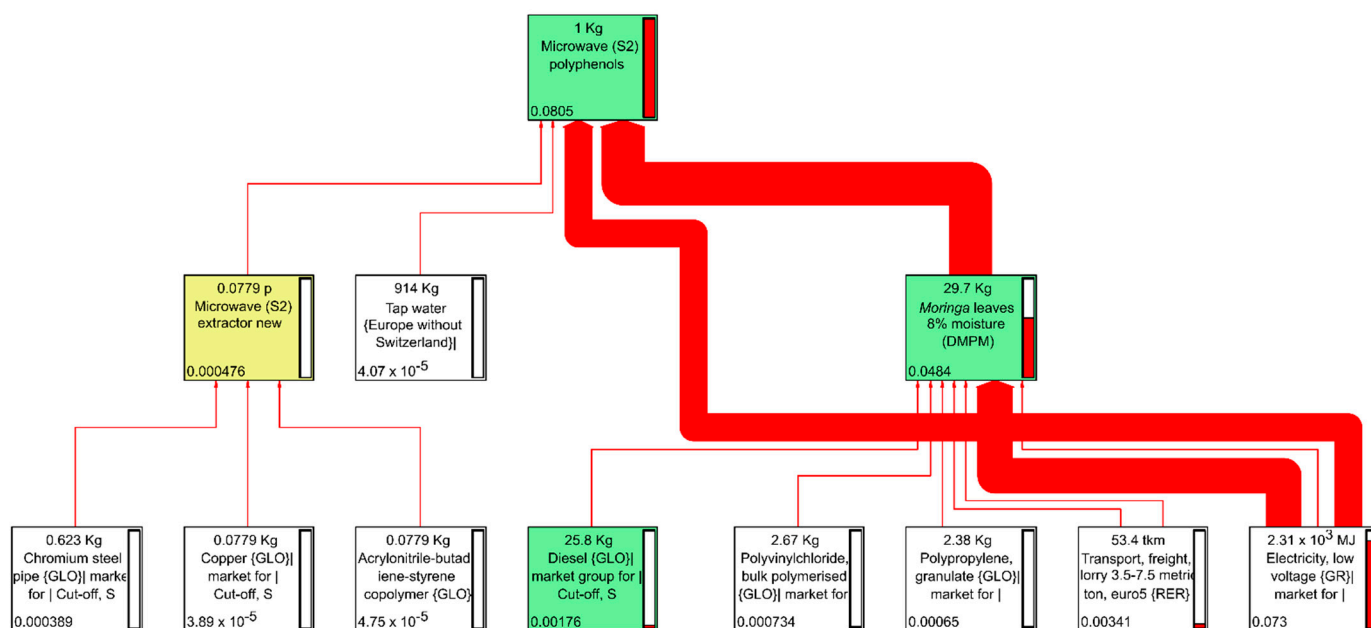 1 Kg
Microwave (S2)
polyphenols
0.0805
0.0779 p
Microwave (S2)
extractor new
0.000476
914 Kg
Tap water
{Europe without
Switzerland}|
4.07 x 10-5
29.7 Kg
Moringa leaves
8% moisture
(DMPM)
0.0484
0.623 Kg
Chromium steel
pipe {GLO}| marke
for | Cut-off, S
0.000389
0.0779 Kg
Copper {GLO}|
market for |
Cut-off, S
3.89 x 10-5
0.0779 Kg
Acrylonitrile-butad
iene-styrene
copolymer {GLO}
4.75 x 10-5
25.8 Kg
Diesel {GLO}|
market group for |
Cut-off, S
0.00176
2.67 Kg
Polyvinylchloride,
bulk polymerised
{GLO}| market for
0.000734
2.38 Kg
Polypropylene,
granulate {GLO}|
market for |
0.00065
53.4 tkm
Transport, freight,
lorry 3.5-7.5 metric
ton, euro5 {RER}
0.00341
2.31 x 10³ MJ
Electricity, low
voltage {GR}|
market for |
0.073